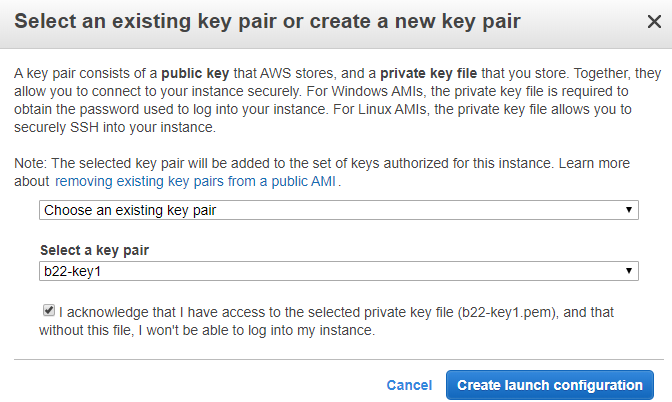 Select an existing key pair or create a new key pair
A key pair consists of a public key that AWS stores, and a private key file that you store. Together, they
allow you to connect to your instance securely. For Windows AMIs, the private key file is required to
obtain the password used to log into your instance. For Linux AMIs, the private key file allows you to
securely SSH into your instance.
Note: The selected key pair will be added to the set of keys authorized for this instance. Learn more
about removing existing key pairs from a public AMI.
Choose an existing key pair
Select a key pair
b22-key1
I acknowledge that I have access to the selected private key file (b22-key1.pem), and that
without this file, I won't be able to log into my instance.
Cancel Create launch configuration